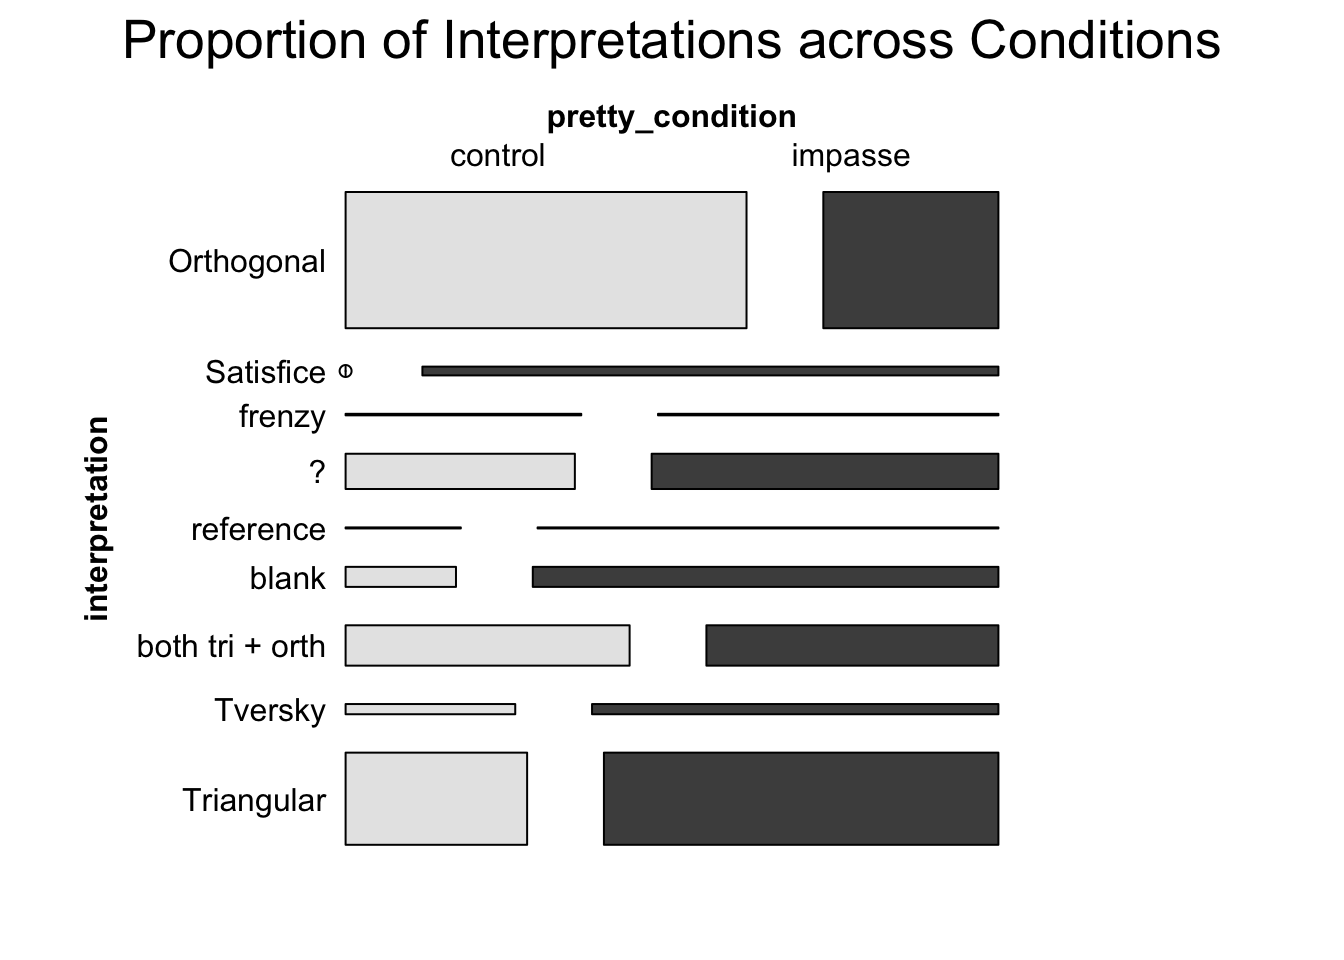 Proportion of Interpretations across Conditions
pretty_condition
control impasse
interpretation
Orthogonal
Satisfice
frenzy
?
reference
blank
both tri + orth
Tversky
Triangular